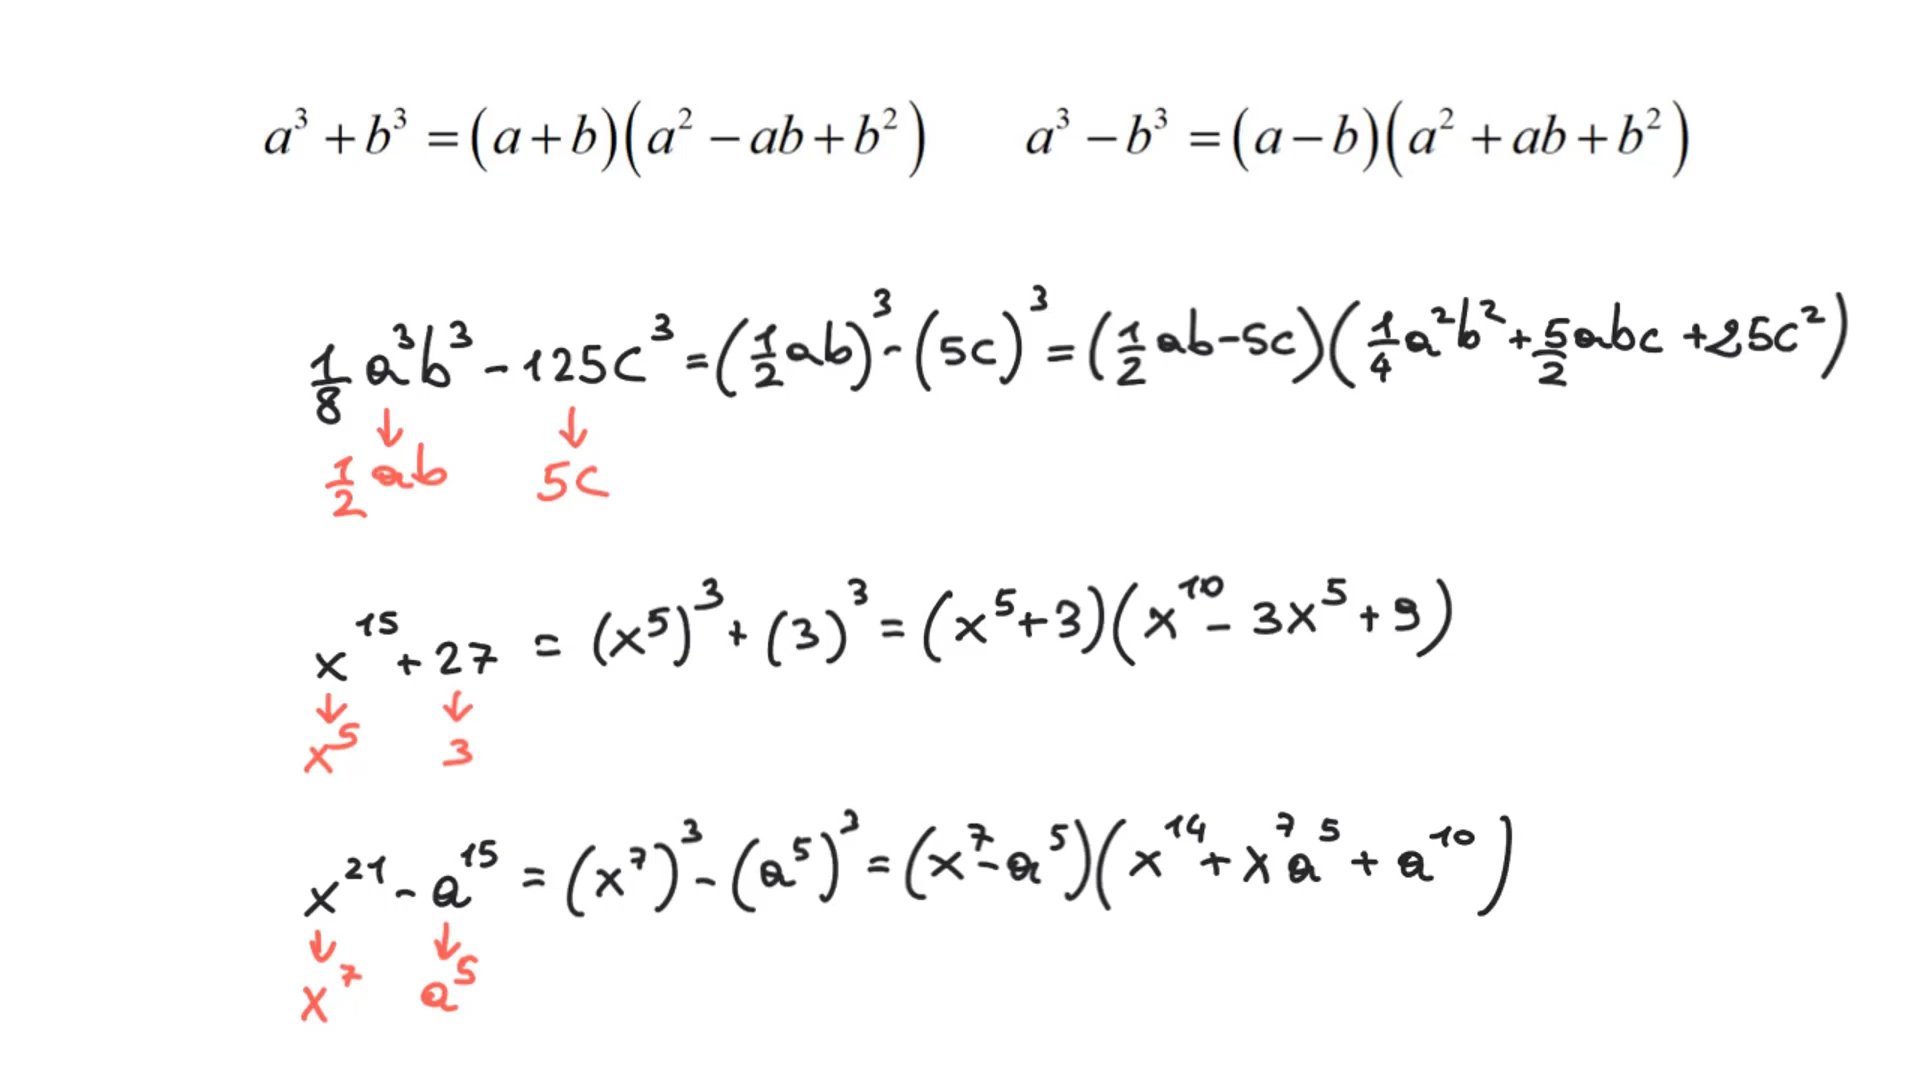 a³ + b³ = (a + b)(a² − ab + b²)    a³ − b³ = (a − b)(a² + ab + b²)
1/8 a³b³ - 125c³ = (1/2 ab)³ - (5c)³ = (1/2 ab - 5c)(1/4 a²b² + 5/2 abc + 25c²)
↓ ↓
1/2 ab 5c
x¹⁵ + 27 = (x⁵)³ + (3)³ = (x⁵ + 3)(x¹⁰ - 3x⁵ + 9)
↓ ↓
x⁵ 3
x²¹ - a¹⁵ = (x⁷)³ - (a⁵)³ = (x⁷ - a⁵)(x¹⁴ + x⁷a⁵ + a¹⁰)
↓ ↓
x⁷ a⁵